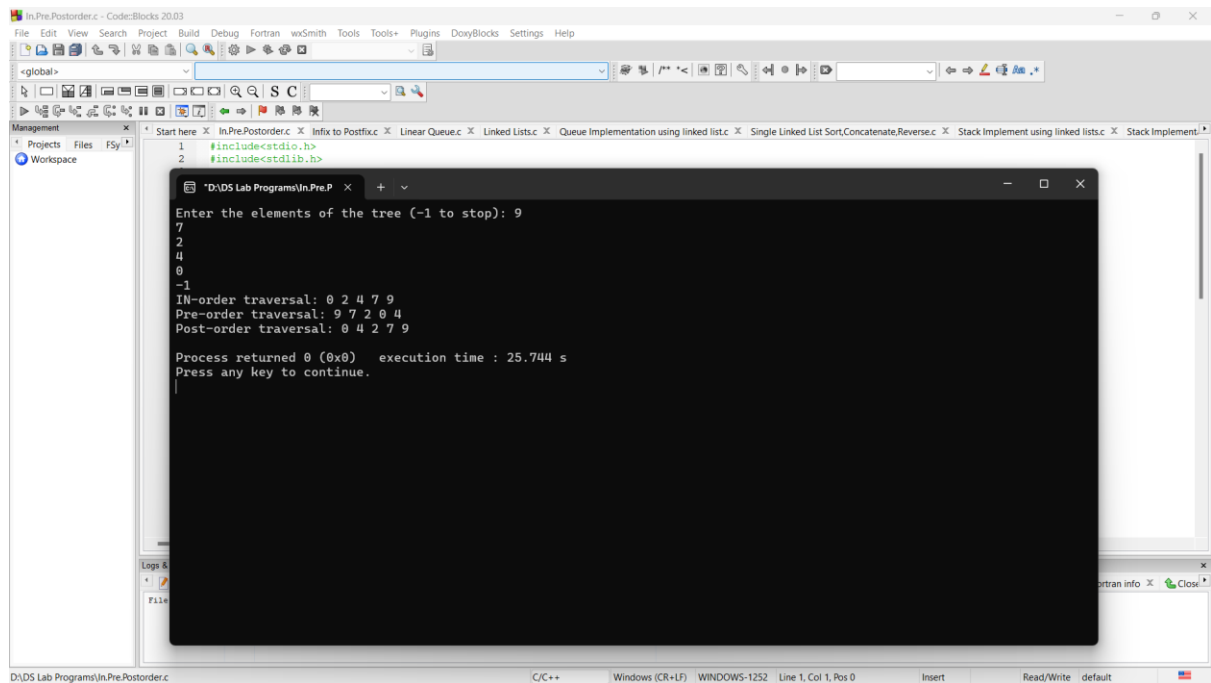 In.Pre.Postorder.c - Code::Blocks 20.03
File Edit View Search Project Build Debug Fortran wxSmith Tools Tools+ Plugins DoxyBlocks Settings Help
<global>
S C
Management
Projects Files FSy
Workspace
Start here In.Pre.Postorder.c Infix to Postfix.c Linear Queue.c Linked Lists.c Queue Implementation using linked list.c Single Linked List Sort,Concatenate,Reverse.c Stack Implement using linked lists.c Stack Implement
1 #include<stdio.h>
2 #include<stdlib.h>
"D:\DS Lab Programs\In.Pre.P
Enter the elements of the tree (-1 to stop): 9
7
2
4
0
-1
IN-order traversal: 0 2 4 7 9
Pre-order traversal: 9 7 2 0 4
Post-order traversal: 0 4 2 7 9
Process returned 0 (0x0) execution time : 25.744 s
Press any key to continue.
Logs &
ortran info Close
File
D:\DS Lab Programs\In.Pre.Postorder.c C/C++ Windows (CR+LF) WINDOWS-1252 Line 1, Col 1, Pos 0 Insert Read/Write default